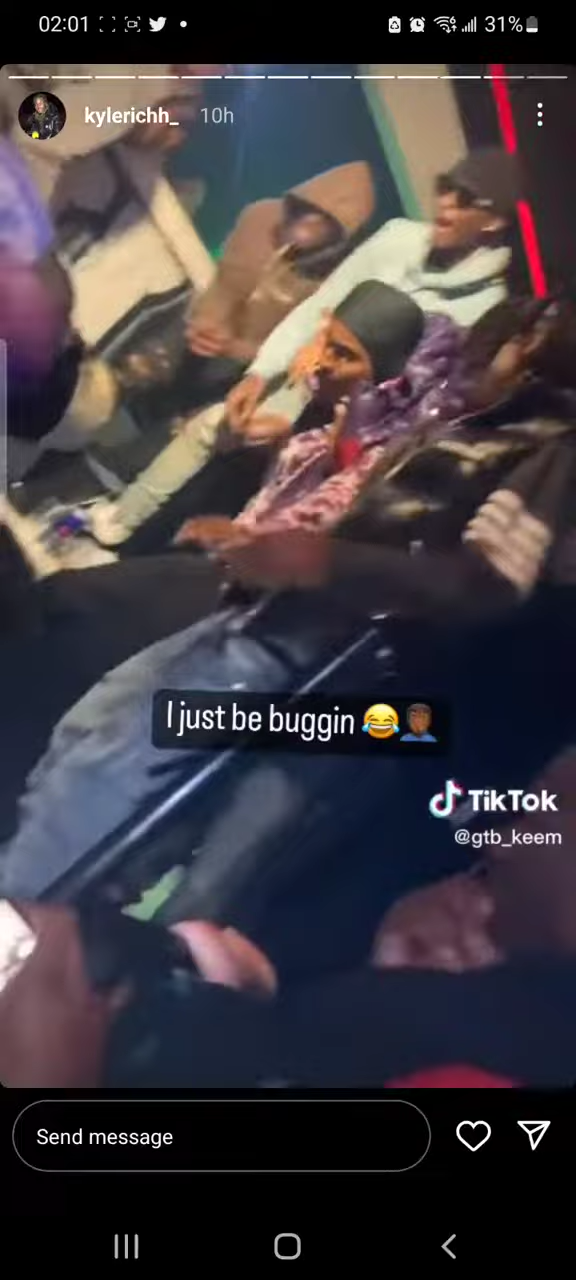 02:01 31%
kylerichh_ 10h
I just be buggin 😂🤦🏾‍♂️
TikTok
@gtb_keem
Send message